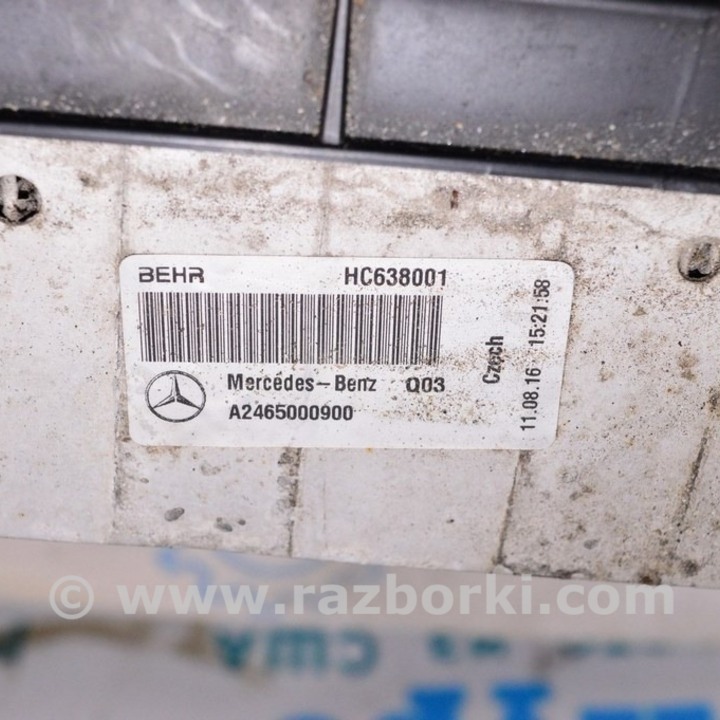 BEHR HC638001
Mercedes-Benz Q03
A2465000900
Czech
11.08.16 15:21:58
© www.razborki.com